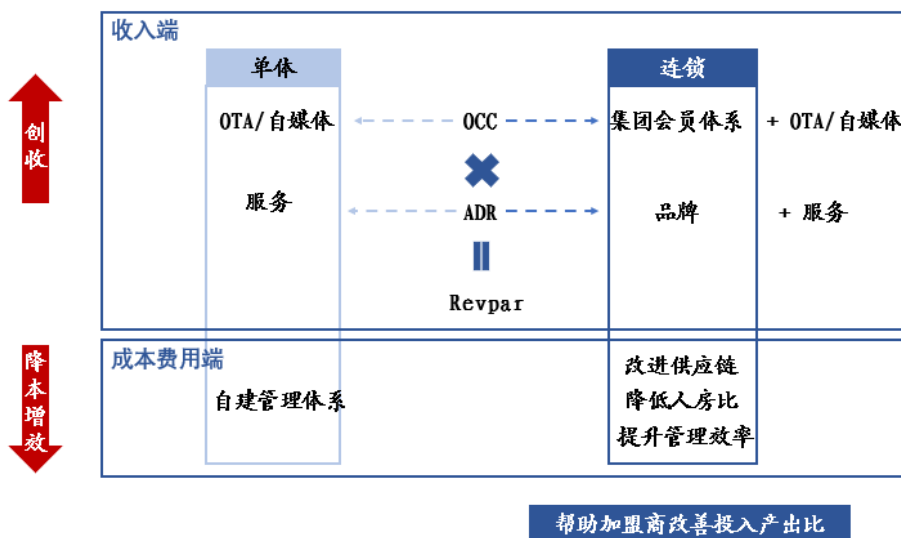 收入端
单体
连锁
创收
OTA/自媒体
OCC
集团会员体系
+ OTA/自媒体
服务
ADR
品牌
+ 服务
Revpar
降本增效
成本费用端
自建管理体系
改进供应链
降低人房比
提升管理效率
帮助加盟商改善投入产出比